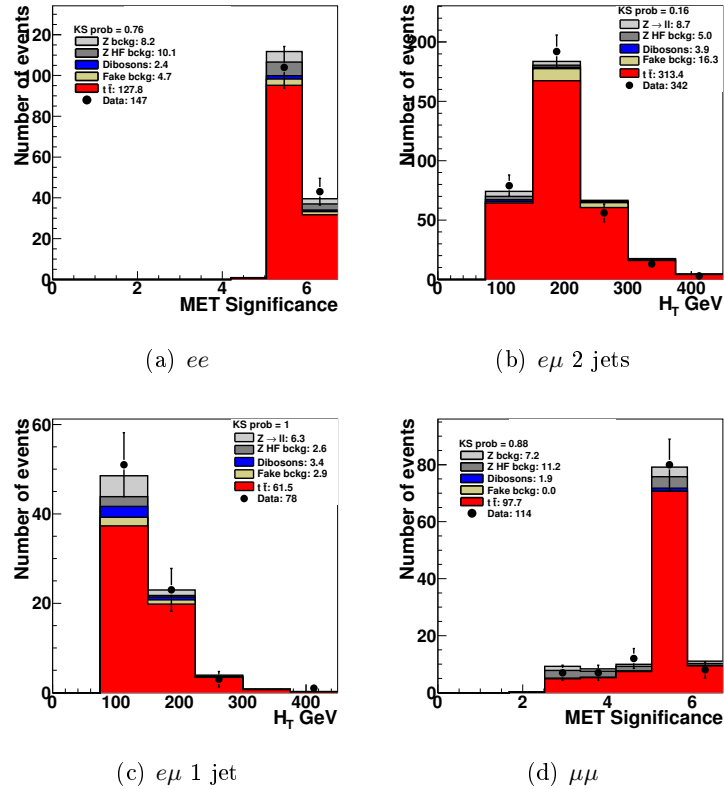 Number of events
KS prob = 0.76
Z bckg: 8.2
Z HF bckg: 10.1
Dibosons: 2.4
Fake bckg: 4.7
t t̄: 127.8
Data: 147
120
100
80
60
40
20
0
0 2 4 6
MET Significance
(a) ee
Number of events
KS prob = 0.16
Z → ll: 8.7
Z HF bckg: 5.0
Dibosons: 3.9
Fake bckg: 16.3
t t̄: 313.4
Data: 342
200
150
100
50
0
100 200 300 400
H_T GeV
(b) eμ 2 jets
Number of events
KS prob = 1
Z → ll: 6.3
Z HF bckg: 2.6
Dibosons: 3.4
Fake bckg: 2.9
t t̄: 61.5
Data: 78
60
40
20
0
0 100 200 300 400
H_T GeV
(c) eμ 1 jet
Number of events
KS prob = 0.88
Z bckg: 7.2
Z HF bckg: 11.2
Dibosons: 1.9
Fake bckg: 0.0
t t̄: 97.7
Data: 114
80
60
40
20
0
0 2 4 6
MET Significance
(d) μμ